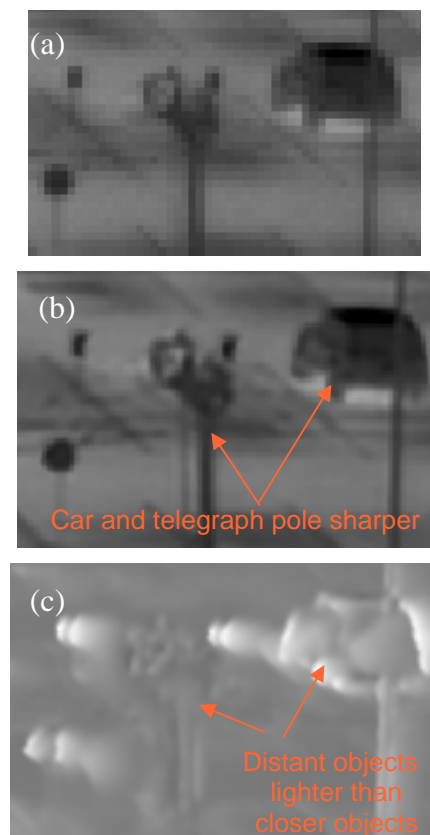 (a)
(b)
Car and telegraph pole sharper
(c)
Distant objects
lighter than
closer objects